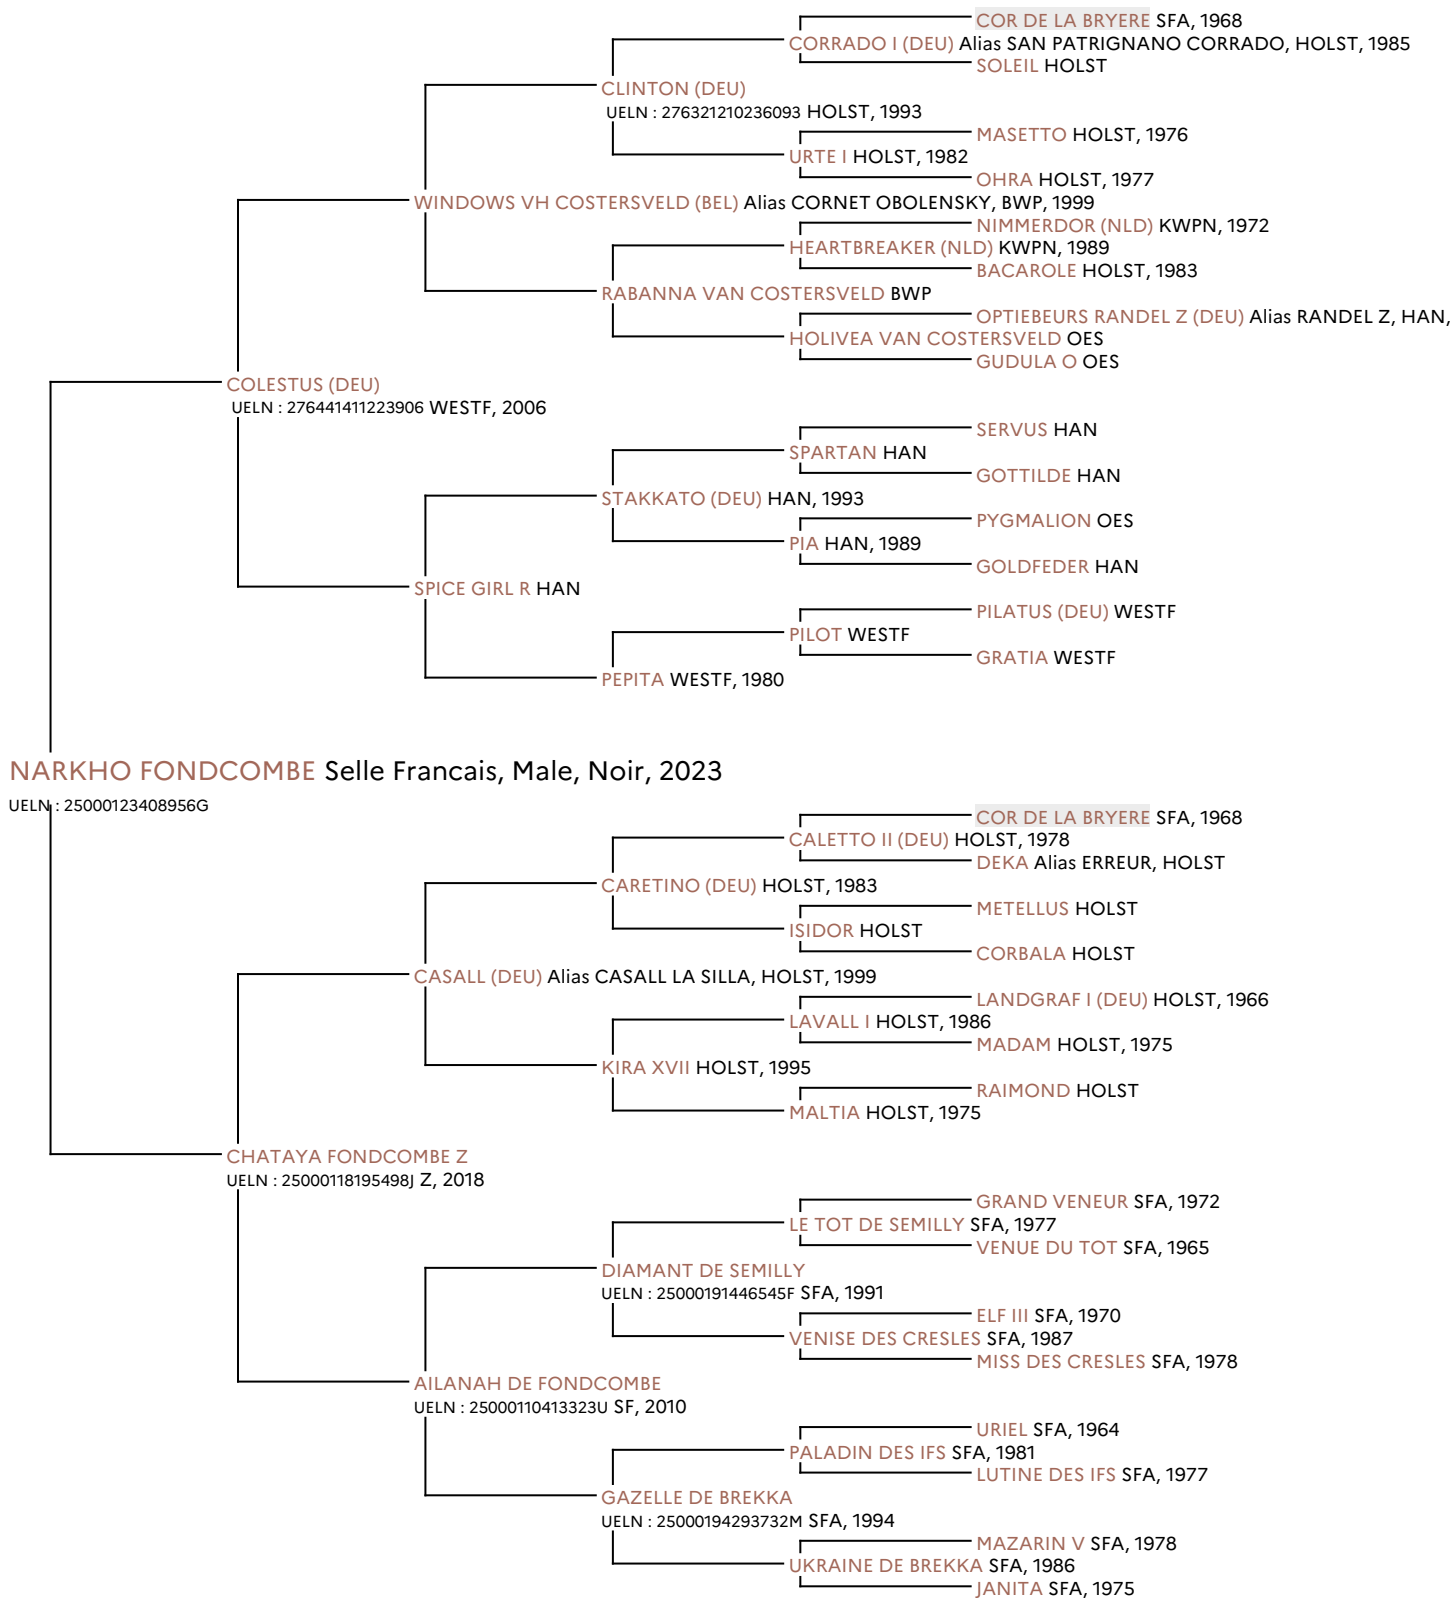 COR DE LA BRYERE SFA, 1968
CORRADO I (DEU) Alias SAN PATRIGNANO CORRADO, HOLST, 1985
SOLEIL HOLST
CLINTON (DEU)
UELN : 276321210236093 HOLST, 1993
MASETTO HOLST, 1976
URTE I HOLST, 1982
OHRA HOLST, 1977
WINDOWS VH COSTERSVELD (BEL) Alias CORNET OBOLENSKY, BWP, 1999
NIMMERDOR (NLD) KWPN, 1972
HEARTBREAKER (NLD) KWPN, 1989
BACAROLE HOLST, 1983
RABANNA VAN COSTERSVELD BWP
OPTIEBEURS RANDEL Z (DEU) Alias RANDEL Z, HAN,
HOLIVEA VAN COSTERSVELD OES
GUDULA O OES
COLESTUS (DEU)
UELN : 276441411223906 WESTF, 2006
SERVUS HAN
SPARTAN HAN
GOTTILDE HAN
STAKKATO (DEU) HAN, 1993
PYGMALION OES
PIA HAN, 1989
GOLDFEDER HAN
SPICE GIRL R HAN
PILATUS (DEU) WESTF
PILOT WESTF
GRATIA WESTF
PEPITA WESTF, 1980
NARKHO FONDCOMBE Selle Francais, Male, Noir, 2023
UELN : 25000123408956G
COR DE LA BRYERE SFA, 1968
CALETTO II (DEU) HOLST, 1978
DEKA Alias ERREUR, HOLST
CARETINO (DEU) HOLST, 1983
METELLUS HOLST
ISIDOR HOLST
CORBALA HOLST
CASALL (DEU) Alias CASALL LA SILLA, HOLST, 1999
LANDGRAF I (DEU) HOLST, 1966
LAVALL I HOLST, 1986
MADAM HOLST, 1975
KIRA XVII HOLST, 1995
RAIMOND HOLST
MALTIA HOLST, 1975
CHATAYA FONDCOMBE Z
UELN : 25000118195498J Z, 2018
GRAND VENEUR SFA, 1972
LE TOT DE SEMILLY SFA, 1977
VENUE DU TOT SFA, 1965
DIAMANT DE SEMILLY
UELN : 25000191446545F SFA, 1991
ELF III SFA, 1970
VENISE DES CRESLES SFA, 1987
MISS DES CRESLES SFA, 1978
AILANAH DE FONDCOMBE
UELN : 25000110413323U SF, 2010
URIEL SFA, 1964
PALADIN DES IFS SFA, 1981
LUTINE DES IFS SFA, 1977
GAZELLE DE BREKKA
UELN : 25000194293732M SFA, 1994
MAZARIN V SFA, 1978
UKRAINE DE BREKKA SFA, 1986
JANITA SFA, 1975